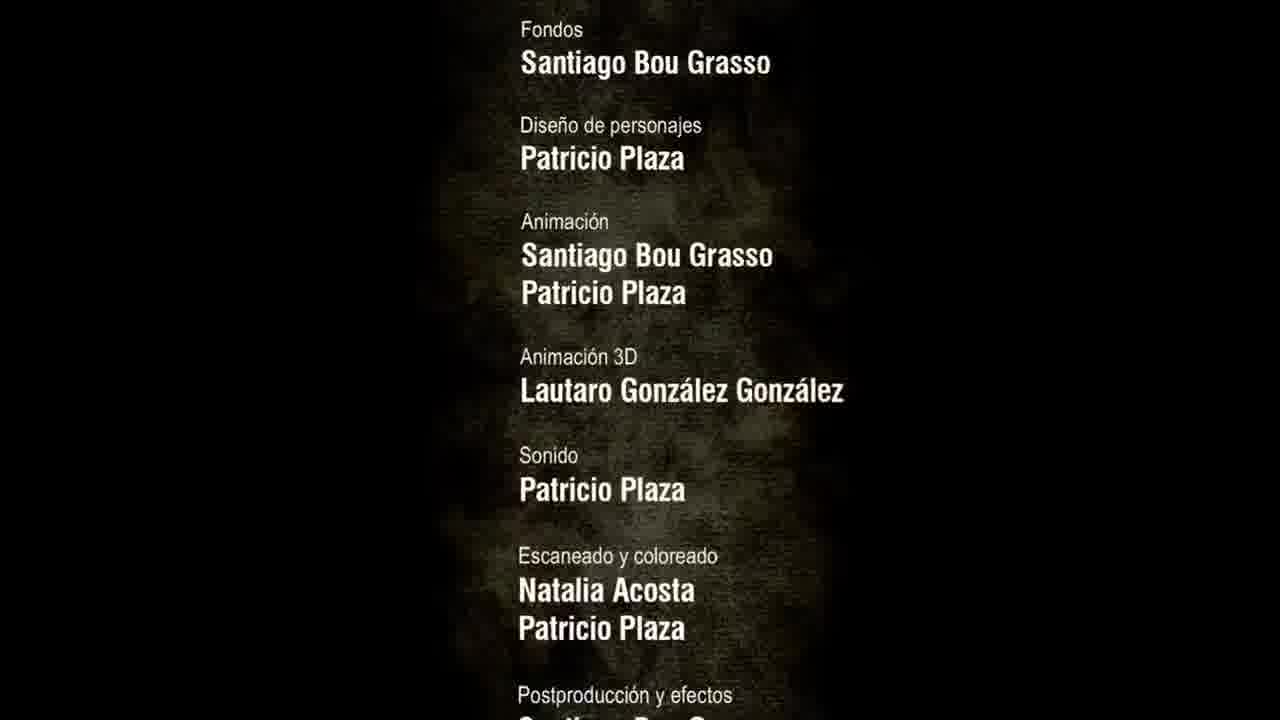 Fondos
Santiago Bou Grasso
Diseño de personajes
Patricio Plaza
Animación
Santiago Bou Grasso
Patricio Plaza
Animación 3D
Lautaro González González
Sonido
Patricio Plaza
Escaneado y coloreado
Natalia Acosta
Patricio Plaza
Postproducción y efectos